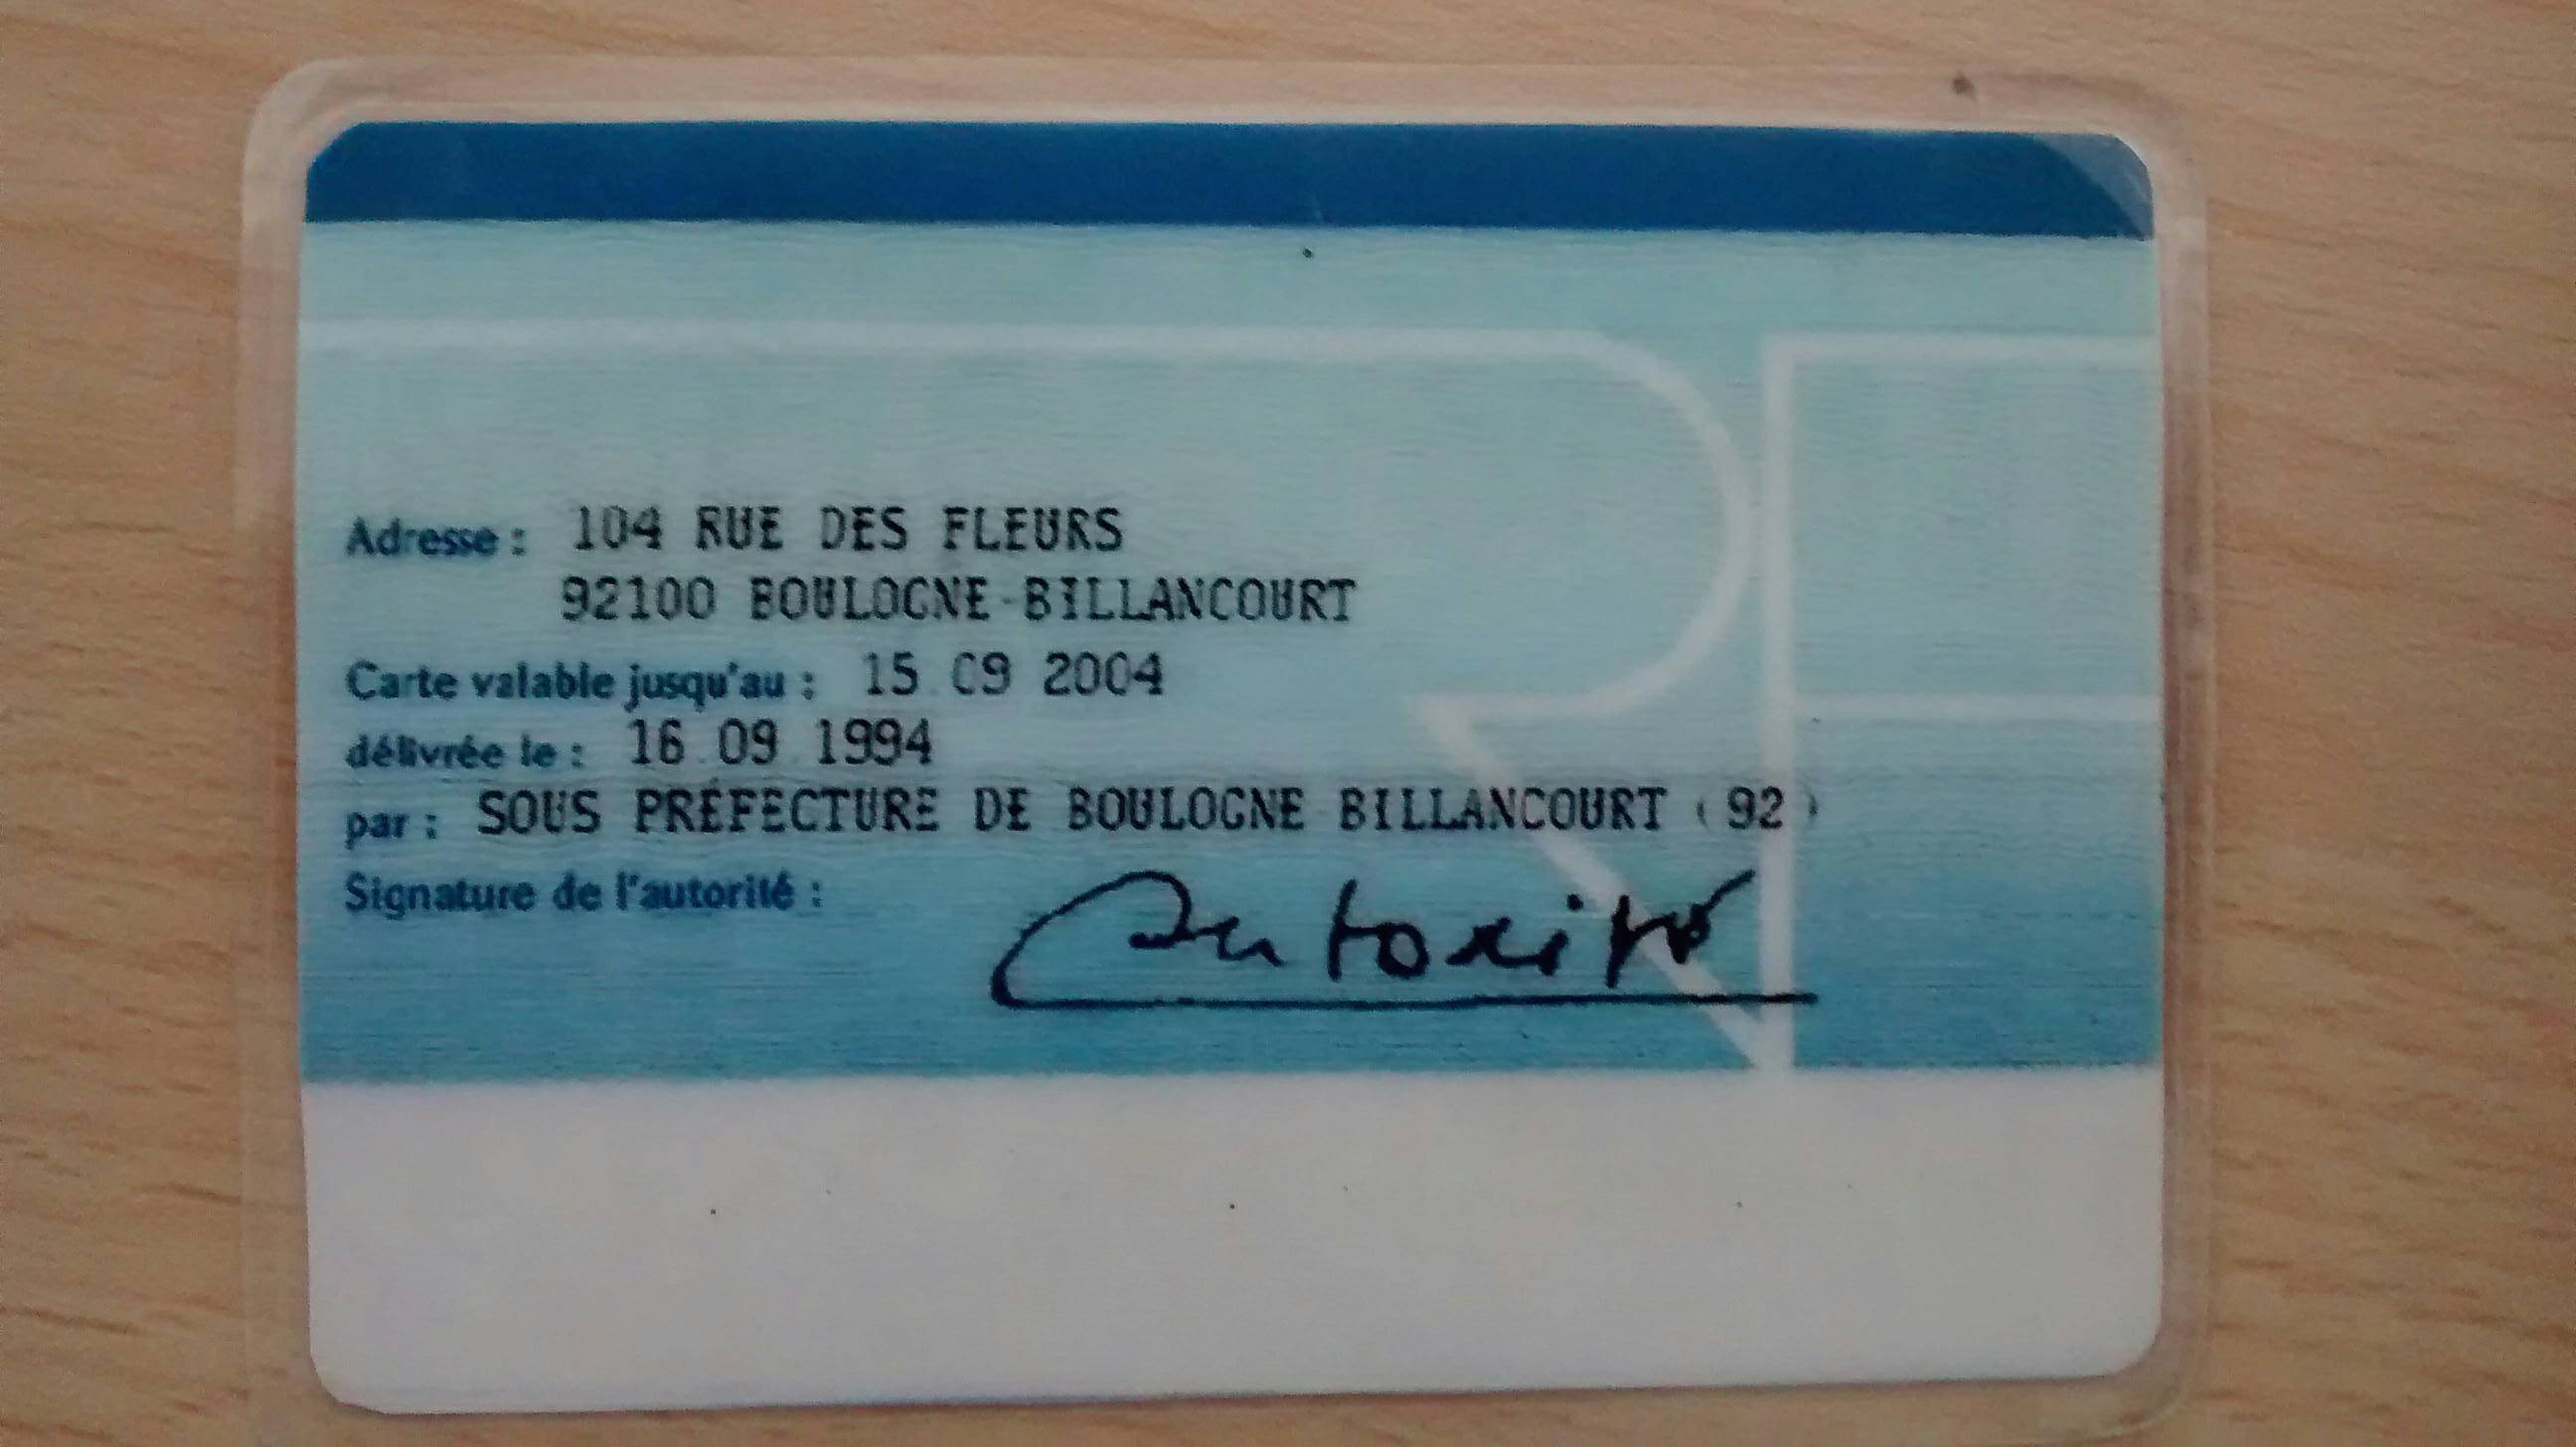 Adresse : 104 RUE DES FLEURS
92100 BOULOGNE-BILLANCOURT
Carte valable jusqu'au : 15.09 2004
délivrée le : 16.09.1994
par : SOUS PRÉFECTURE DE BOULOGNE BILLANCOURT (92)
Signature de l'autorité :
autorité
RF